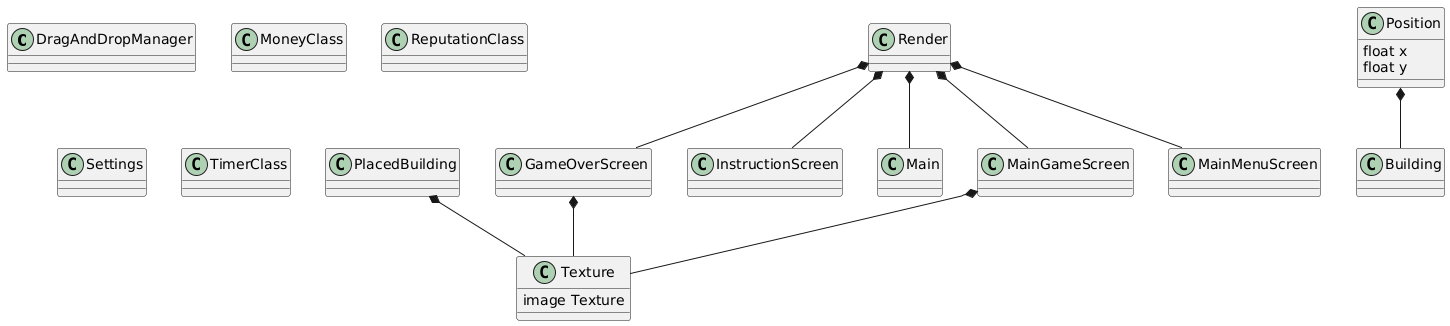 C DragAndDropManager
C MoneyClass
C ReputationClass
C Render
C Position
float x
float y
C Settings
C TimerClass
C PlacedBuilding
C GameOverScreen
C InstructionScreen
C Main
C MainGameScreen
C MainMenuScreen
C Building
C Texture
image Texture